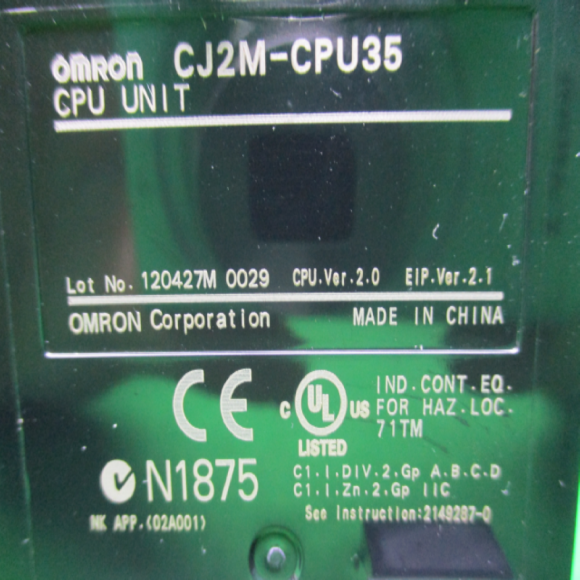 OMRON CJ2M-CPU35
CPU UNIT
Lot No. 120427M 0029 CPU.Ver.2.0 EIP.Ver.2.1
OMRON Corporation MADE IN CHINA
CE
C UL US
LISTED
IND.CONT.EQ.
FOR HAZ.LOC.
71TM
N1875
C1.I.DIV.2.Gp A.B.C.D
C1.I.Zn.2.Gp IIC
NK APP.(02A001)
See Instruction:2149287-0